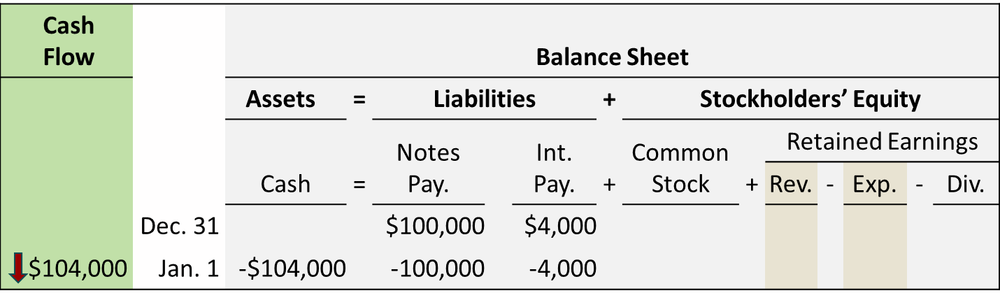 Cash
Flow
Balance Sheet
Assets = Liabilities + Stockholders’ Equity
Retained Earnings
Notes Int. Common
Cash = Pay. Pay. + Stock + Rev. - Exp. - Div.
Dec. 31 $100,000 $4,000
$104,000 Jan. 1 -$104,000 -100,000 -4,000